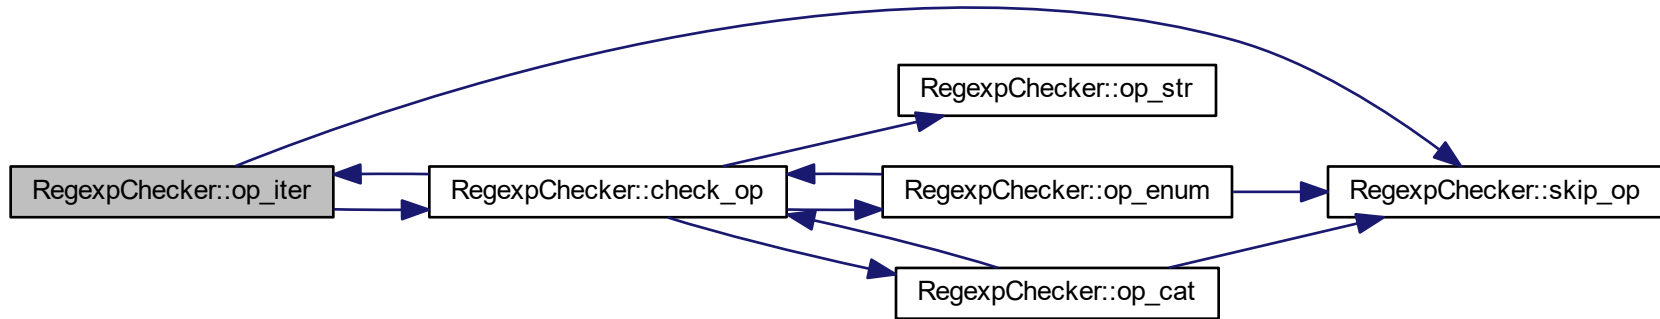 RegexpChecker::op_str
RegexpChecker::op_iter
RegexpChecker::check_op
RegexpChecker::op_enum
RegexpChecker::skip_op
RegexpChecker::op_cat